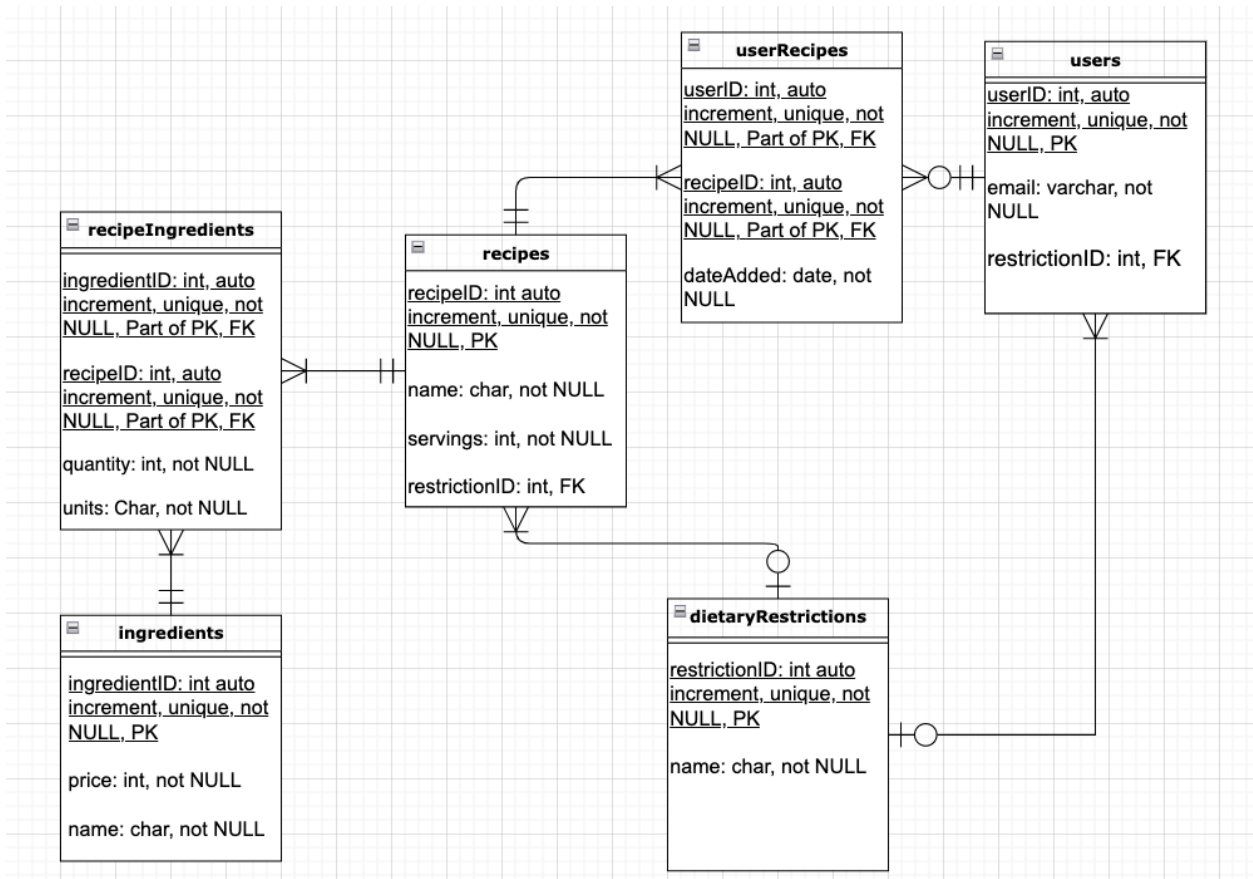 userRecipes
userID: int, auto
increment, unique, not
NULL, Part of PK, FK
recipeID: int, auto
increment, unique, not
NULL, Part of PK, FK
dateAdded: date, not
NULL
users
userID: int, auto
increment, unique, not
NULL, PK
email: varchar, not
NULL
restrictionID: int, FK
recipeIngredients
ingredientID: int, auto
increment, unique, not
NULL, Part of PK, FK
recipeID: int, auto
increment, unique, not
NULL, Part of PK, FK
quantity: int, not NULL
units: Char, not NULL
recipes
recipeID: int auto
increment, unique, not
NULL, PK
name: char, not NULL
servings: int, not NULL
restrictionID: int, FK
ingredients
ingredientID: int auto
increment, unique, not
NULL, PK
price: int, not NULL
name: char, not NULL
dietaryRestrictions
restrictionID: int auto
increment, unique, not
NULL, PK
name: char, not NULL